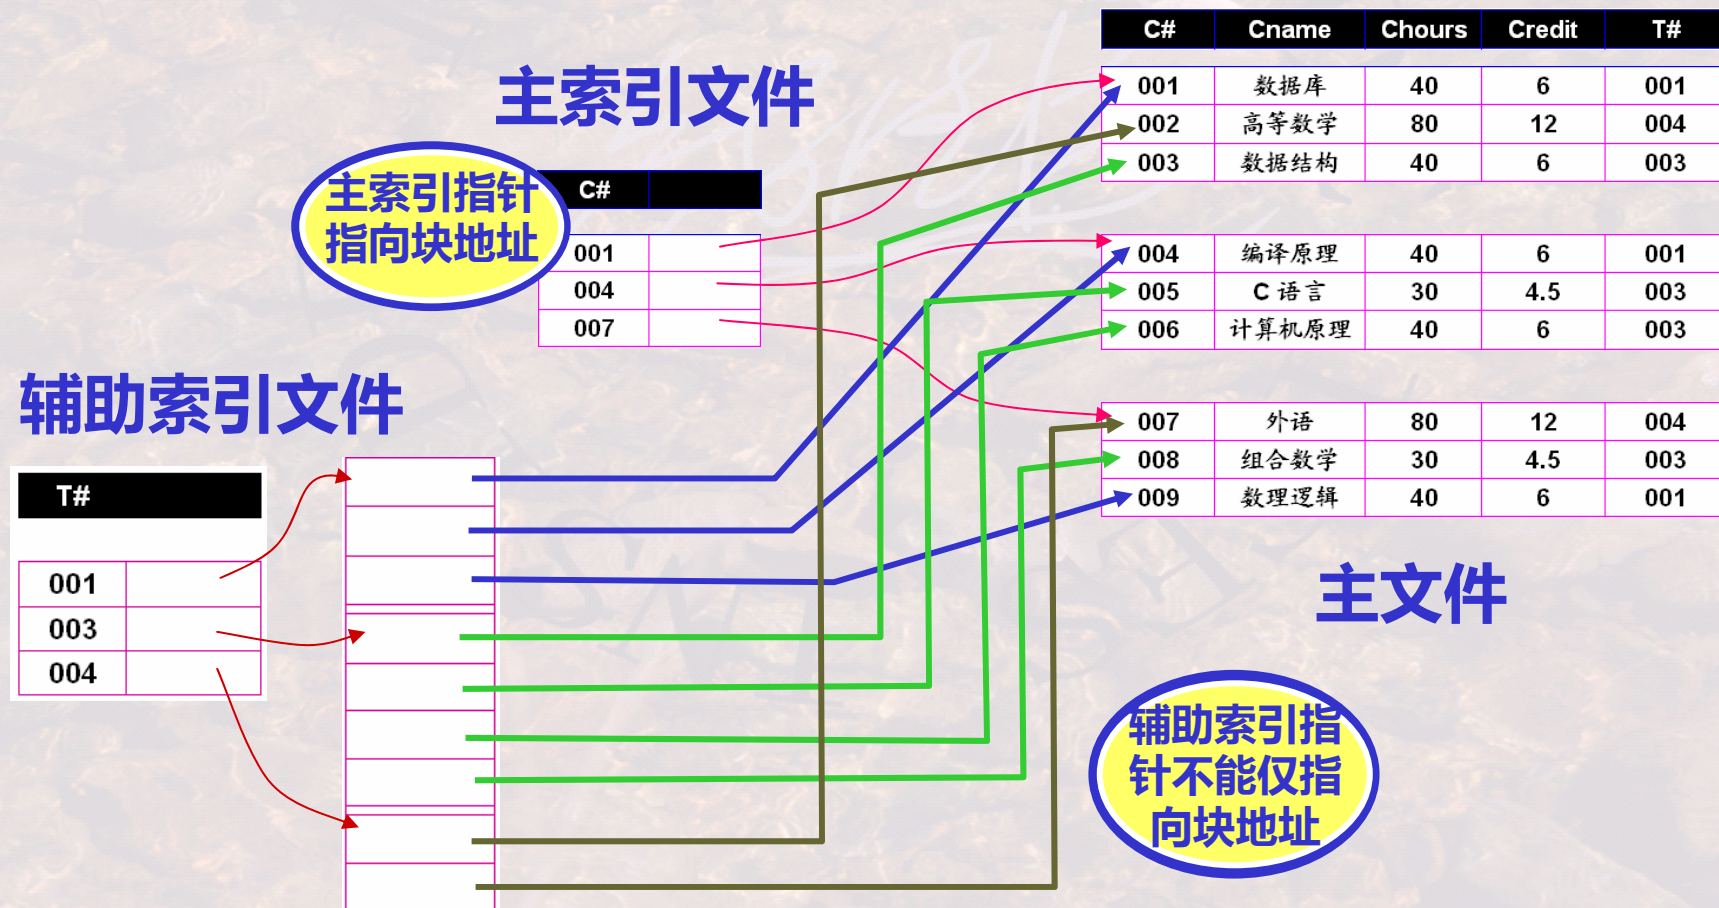 主索引文件
主索引指针
指向块地址
C#
001
004
007
辅助索引文件
T#
001
003
004
C# Cname Chours Credit T#
001 数据库 40 6 001
002 高等数学 80 12 004
003 数据结构 40 6 003
004 编译原理 40 6 001
005 C 语言 30 4.5 003
006 计算机原理 40 6 003
007 外语 80 12 004
008 组合数学 30 4.5 003
009 数理逻辑 40 6 001
主文件
辅助索引指
针不能仅指
向块地址